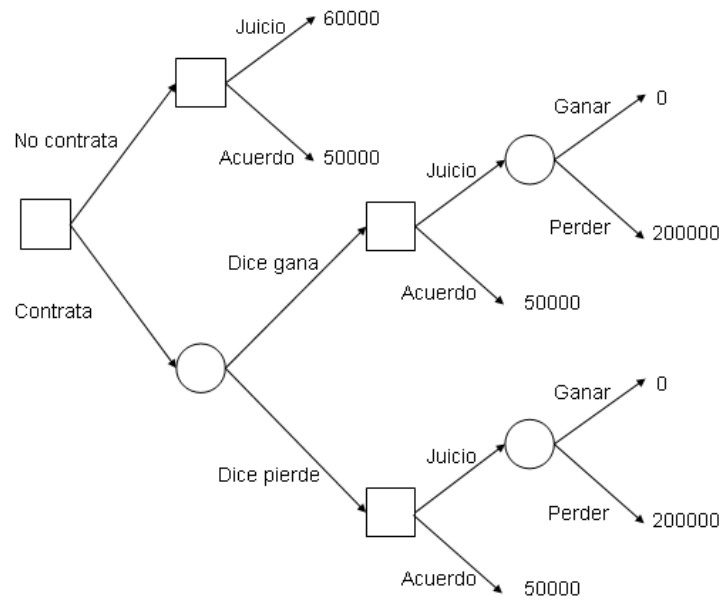 Juicio
60000
No contrata
Acuerdo
50000
Ganar
0
Juicio
Perder
200000
Dice gana
Acuerdo
50000
Contrata
Dice pierde
Ganar
0
Juicio
Perder
200000
Acuerdo
50000